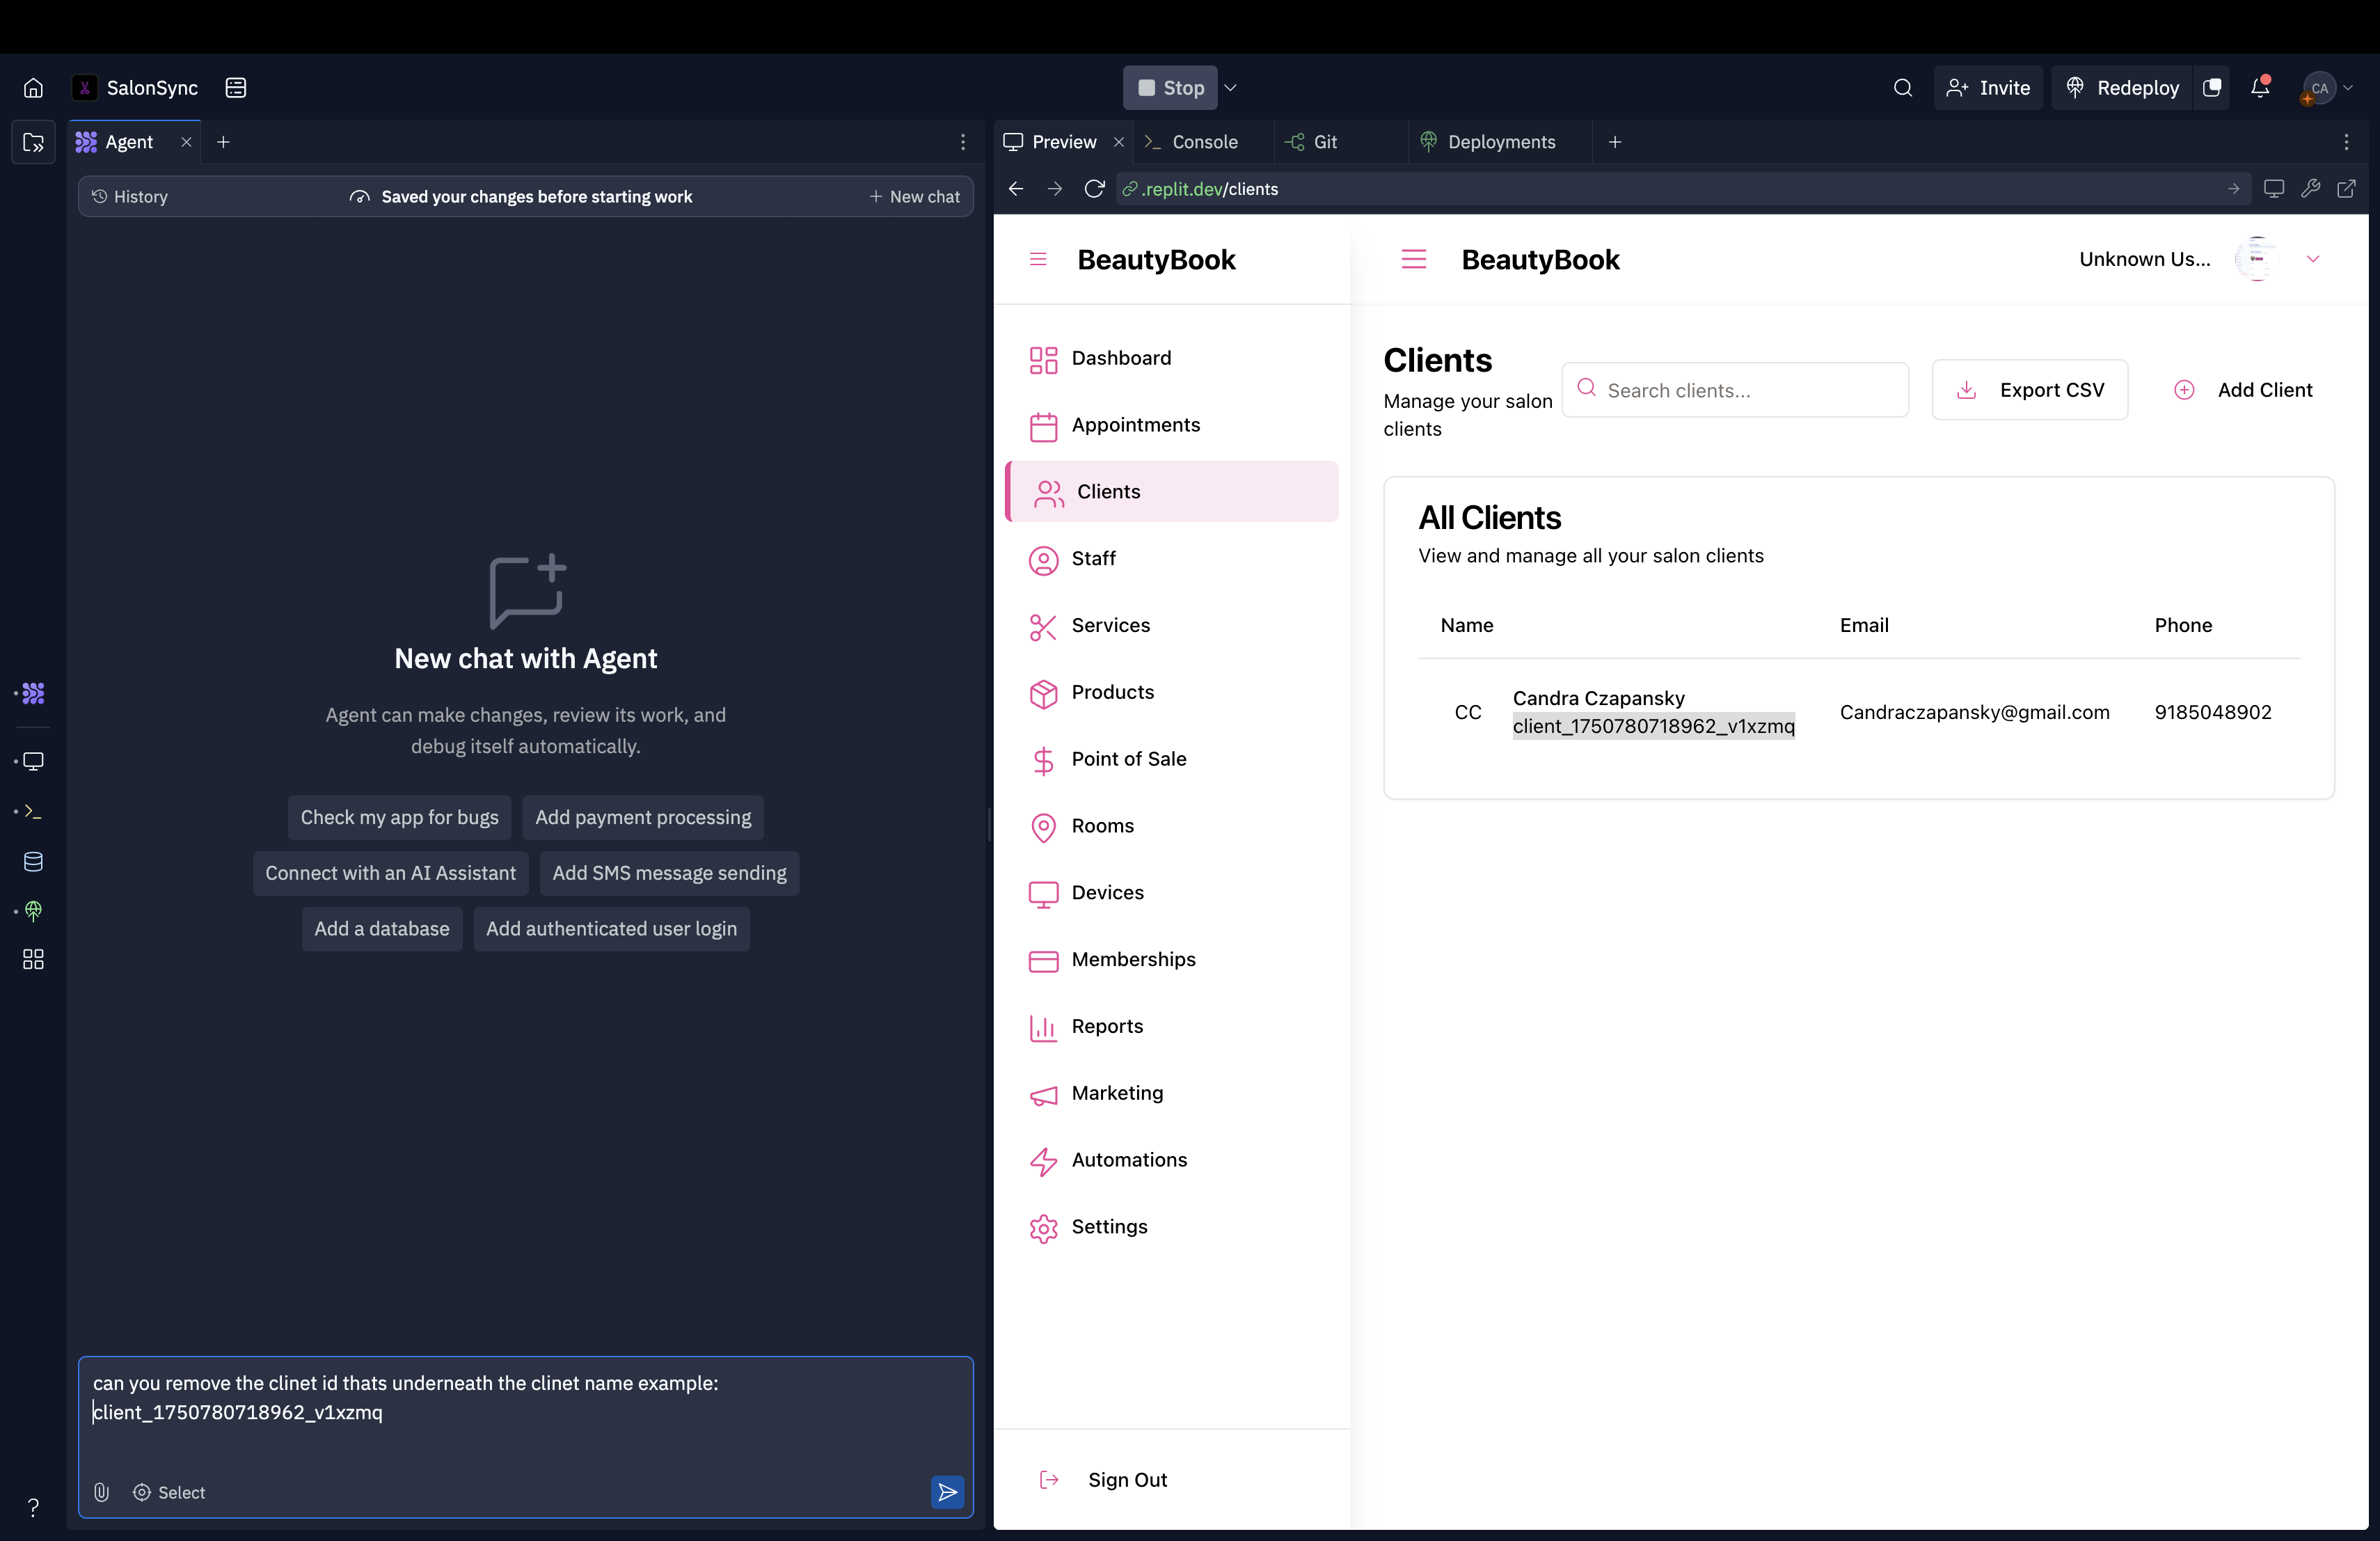 SalonSync
Stop
Invite
Redeploy
CA
Agent
History
Saved your changes before starting work
New chat
New chat with Agent
Agent can make changes, review its work, and
debug itself automatically.
Check my app for bugs
Add payment processing
Connect with an AI Assistant
Add SMS message sending
Add a database
Add authenticated user login
can you remove the clinet id thats underneath the clinet name example:
client_1750780718962_v1xzmq
Select
?
Preview
Console
Git
Deployments
.replit.dev/clients
BeautyBook
Dashboard
Appointments
Clients
Staff
Services
Products
Point of Sale
Rooms
Devices
Memberships
Reports
Marketing
Automations
Settings
Sign Out
BeautyBook
Unknown Us...
Clients
Manage your salon
clients
Search clients...
Export CSV
Add Client
All Clients
View and manage all your salon clients
Name Email Phone
CC
Candra Czapansky
client_1750780718962_v1xzmq
Candraczapansky@gmail.com
9185048902